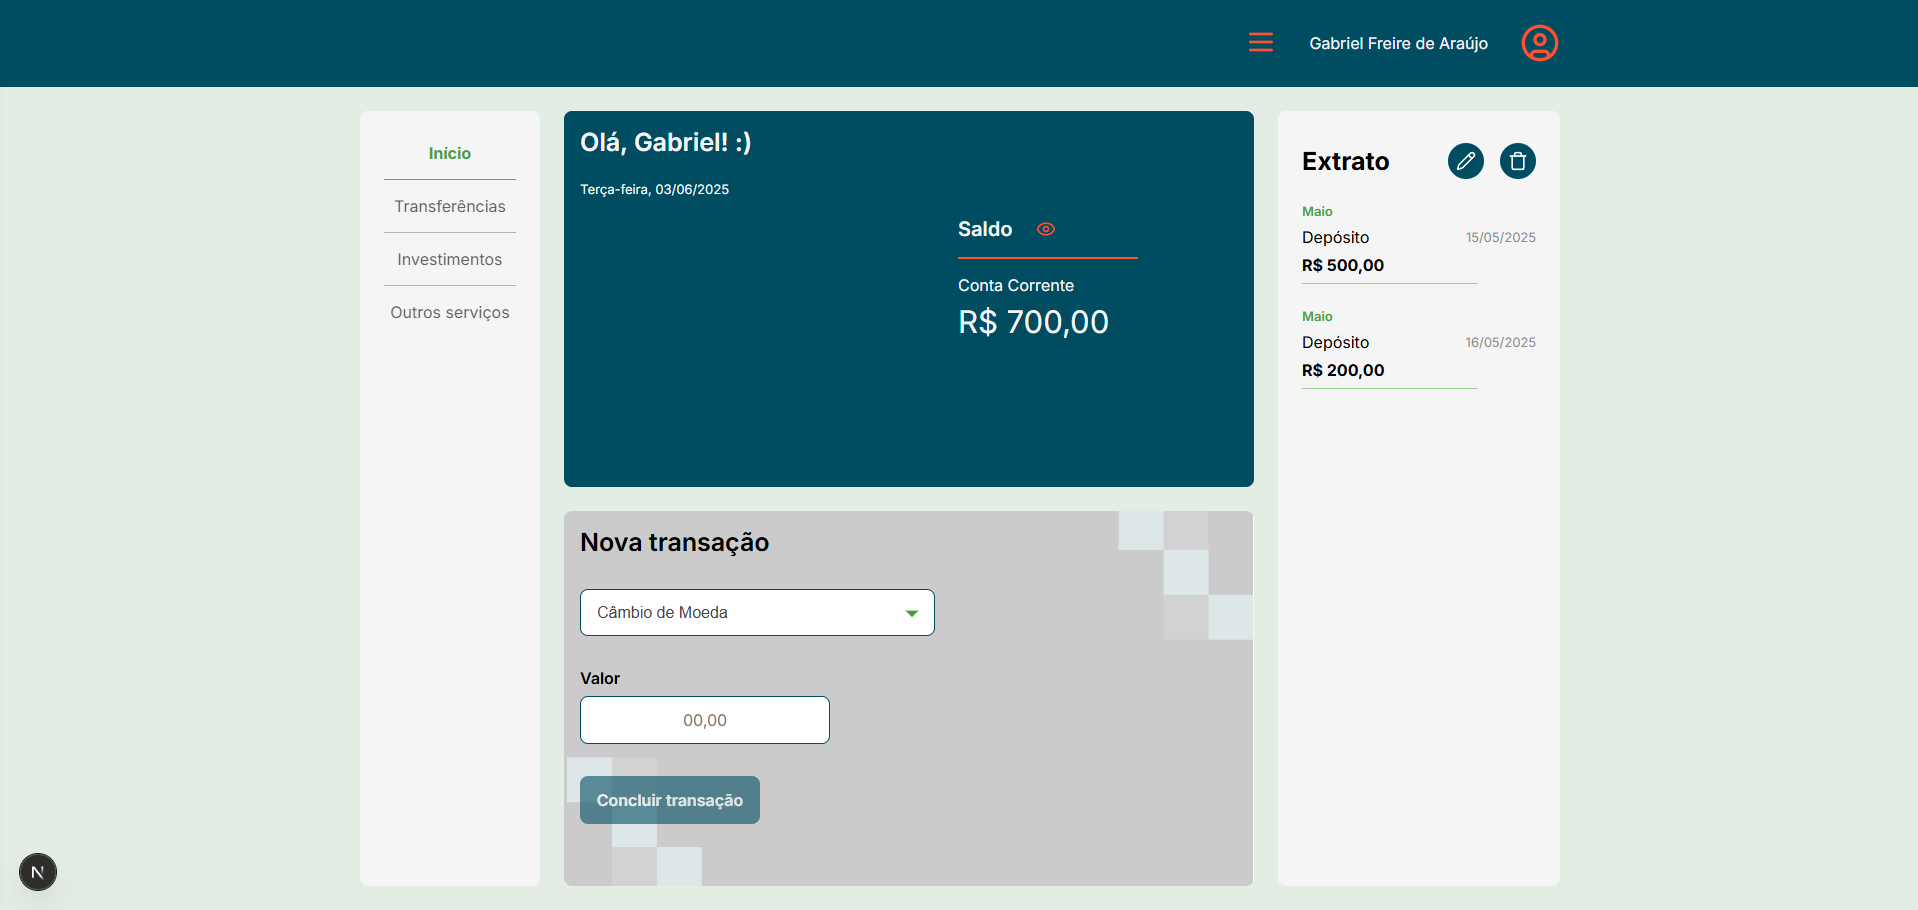 Gabriel Freire de Araújo
Início
Transferências
Investimentos
Outros serviços
Olá, Gabriel! :)
Terça-feira, 03/06/2025
Saldo
Conta Corrente
R$ 700,00
Nova transação
Câmbio de Moeda
Valor
00,00
Concluir transação
Extrato
Maio
Depósito 15/05/2025
R$ 500,00
Maio
Depósito 16/05/2025
R$ 200,00
N